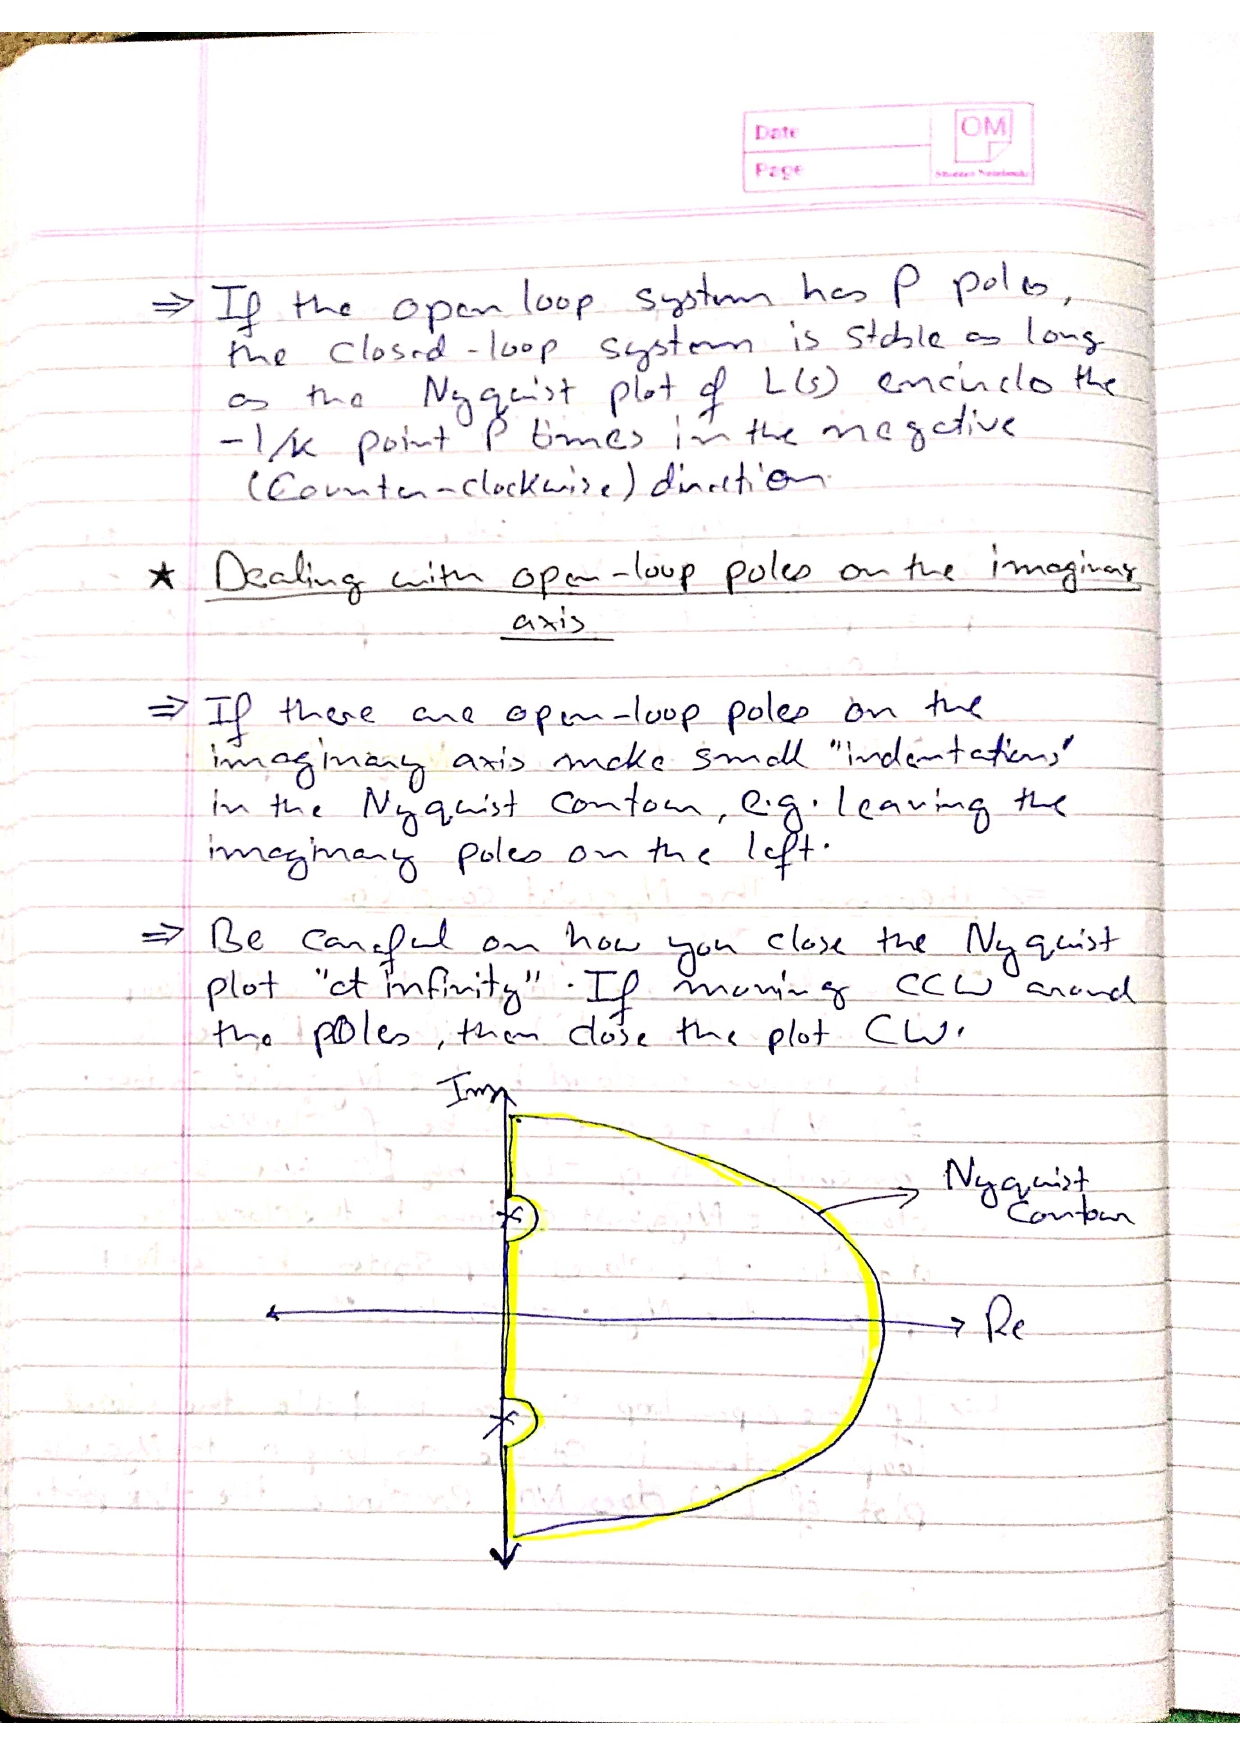 Date
Page
OM
⇒ If the open loop system has P poles,
the closed-loop system is stable as long
as the Nyquist plot of L(s) encircles the
-1/k point P times in the negative
(Counter-clockwise) direction.
★ Dealing with open-loop poles on the imaginary
axis
⇒ If there are open-loop poles on the
imaginary axis make small "indentations"
in the Nyquist Contour, e.g. leaving the
imaginary poles on the left.
⇒ Be careful on how you close the Nyquist
plot "at infinity". If moving CCW around
the poles, then close the plot CW.
Img
Nyquist
Contour
Re